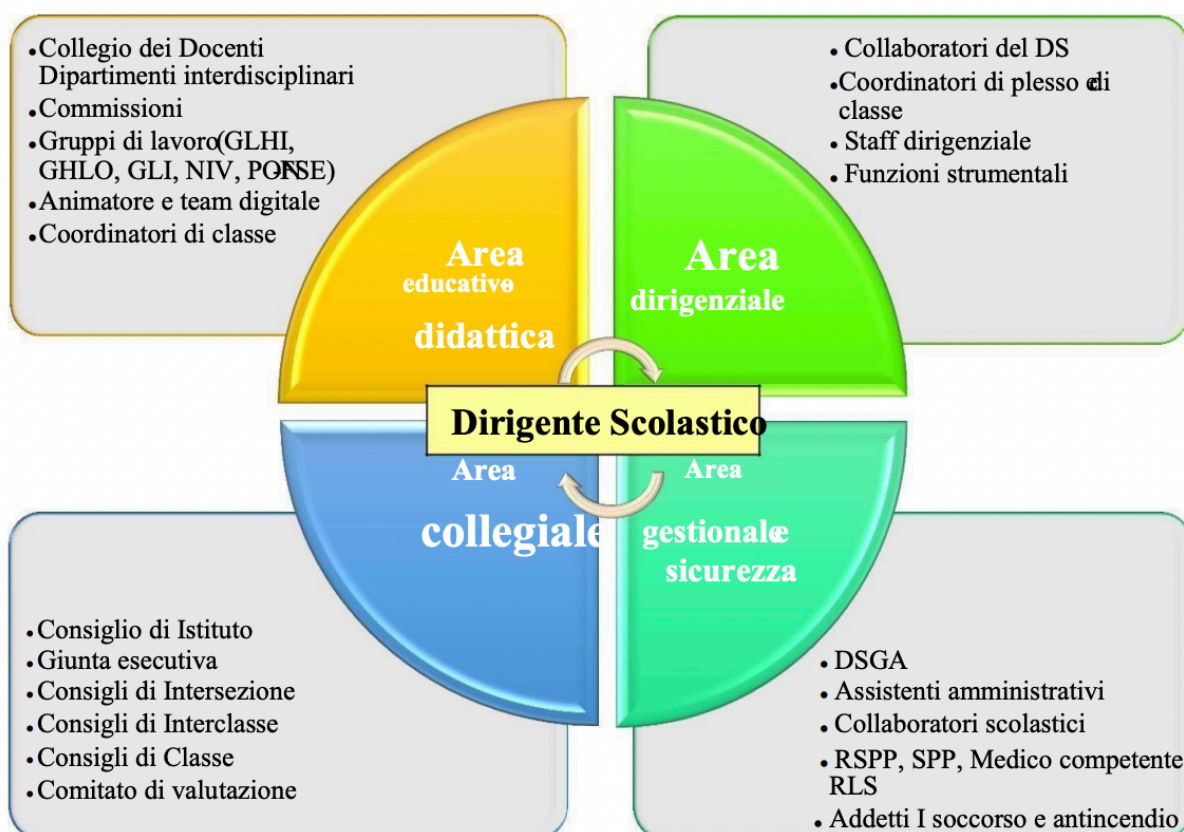 •Collegio dei Docenti
Dipartimenti interdisciplinari
•Commissioni
•Gruppi di lavoro(GLHI,
GHLO, GLI, NIV, PON-FSE)
•Animatore e team digitale
•Coordinatori di classe
• Collaboratori del DS
•Coordinatori di plesso e di
classe
• Staff dirigenziale
• Funzioni strumentali
Area
educativo-
didattica
Area
dirigenziale
Dirigente Scolastico
Area
collegiale
Area
gestionale e
sicurezza
•Consiglio di Istituto
•Giunta esecutiva
•Consigli di Intersezione
•Consigli di Interclasse
•Consigli di Classe
•Comitato di valutazione
• DSGA
• Assistenti amministrativi
• Collaboratori scolastici
• RSPP, SPP, Medico competente
RLS
• Addetti I soccorso e antincendio